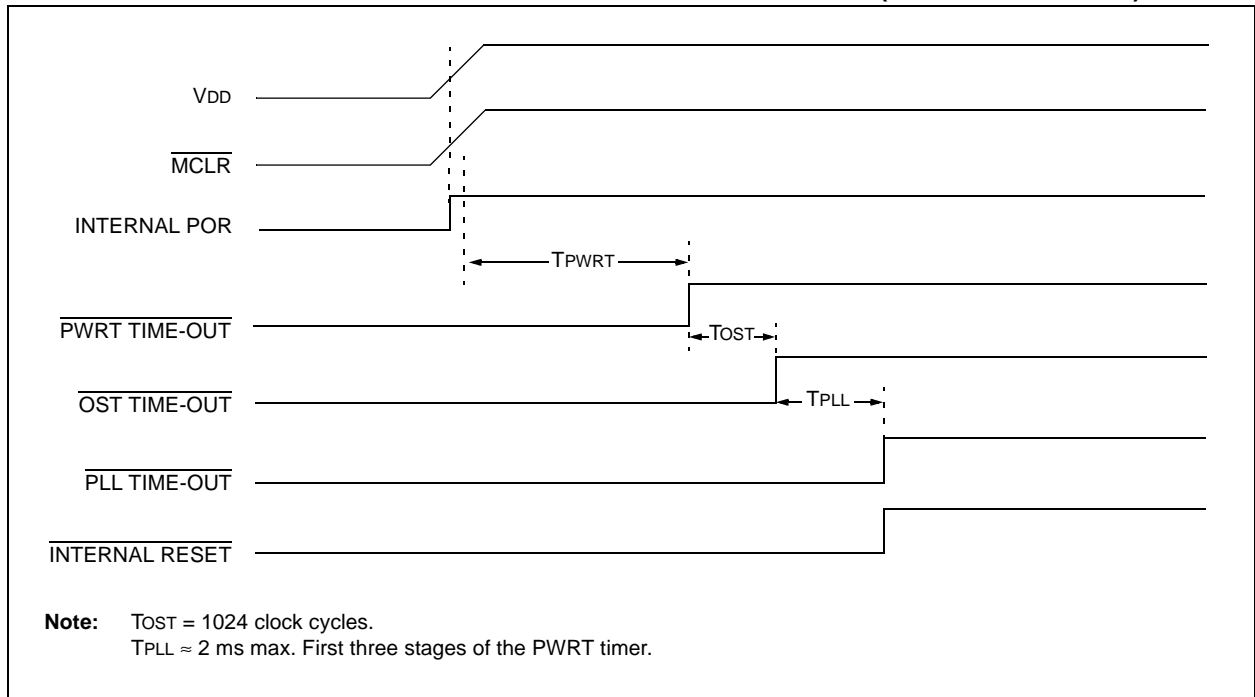 VDD
MCLR
INTERNAL POR
TPWRT
PWRT TIME-OUT
TOST
OST TIME-OUT
TPLL
PLL TIME-OUT
INTERNAL RESET
Note: TOST = 1024 clock cycles.
TPLL ≈ 2 ms max. First three stages of the PWRT timer.